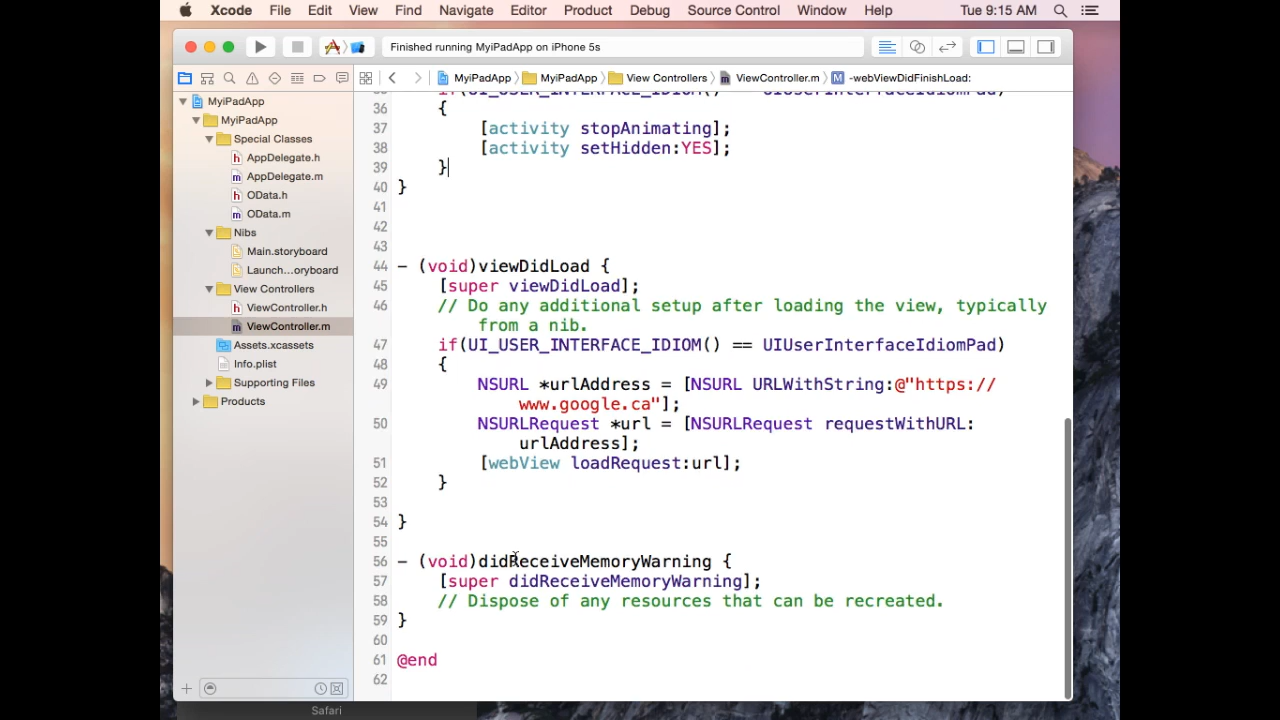 Xcode File Edit View Find Navigate Editor Product Debug Source Control Window Help Tue 9:15 AM
Finished running MyiPadApp on iPhone 5s
MyiPadApp MyiPadApp View Controllers ViewController.m M -webViewDidFinishLoad:
MyiPadApp
MyiPadApp
Special Classes
h AppDelegate.h
m AppDelegate.m
h OData.h
m OData.m
Nibs
Main.storyboard
Launch...oryboard
View Controllers
h ViewController.h
m ViewController.m
Assets.xcassets
Info.plist
Supporting Files
Products
35 if(UI_USER_INTERFACE_IDIOM() == UIUserInterfaceIdiomPad)
36 {
37 [activity stopAnimating];
38 [activity setHidden:YES];
39 }
40 }
41
42
43
44 - (void)viewDidLoad {
45 [super viewDidLoad];
46 // Do any additional setup after loading the view, typically
from a nib.
47 if(UI_USER_INTERFACE_IDIOM() == UIUserInterfaceIdiomPad)
48 {
49 NSURL *urlAddress = [NSURL URLWithString:@"https://
www.google.ca"];
50 NSURLRequest *url = [NSURLRequest requestWithURL:
urlAddress];
51 [webView loadRequest:url];
52 }
53
54 }
55
56 - (void)didReceiveMemoryWarning {
57 [super didReceiveMemoryWarning];
58 // Dispose of any resources that can be recreated.
59 }
60
61 @end
62
Safari